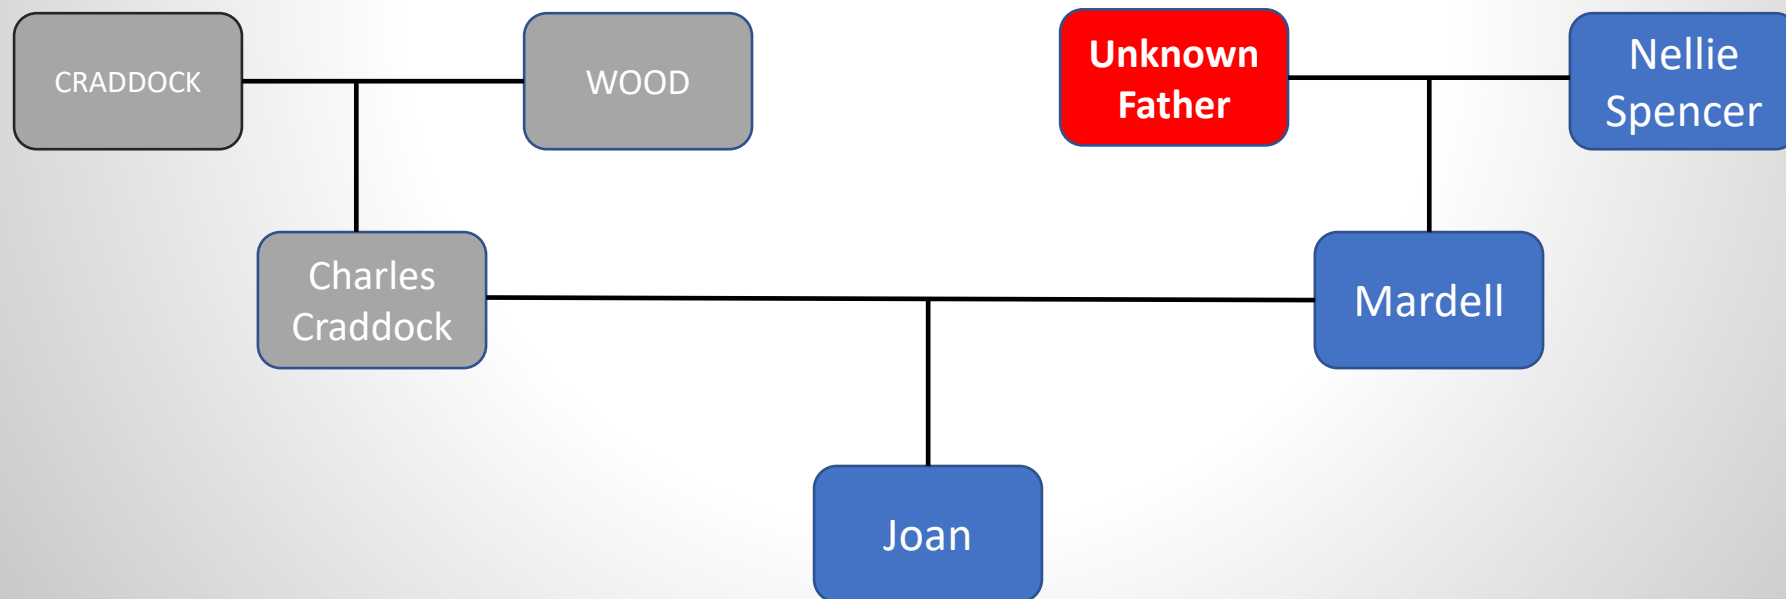 CRADDOCK
WOOD
Unknown
Father
Nellie
Spencer
Charles
Craddock
Mardell
Joan